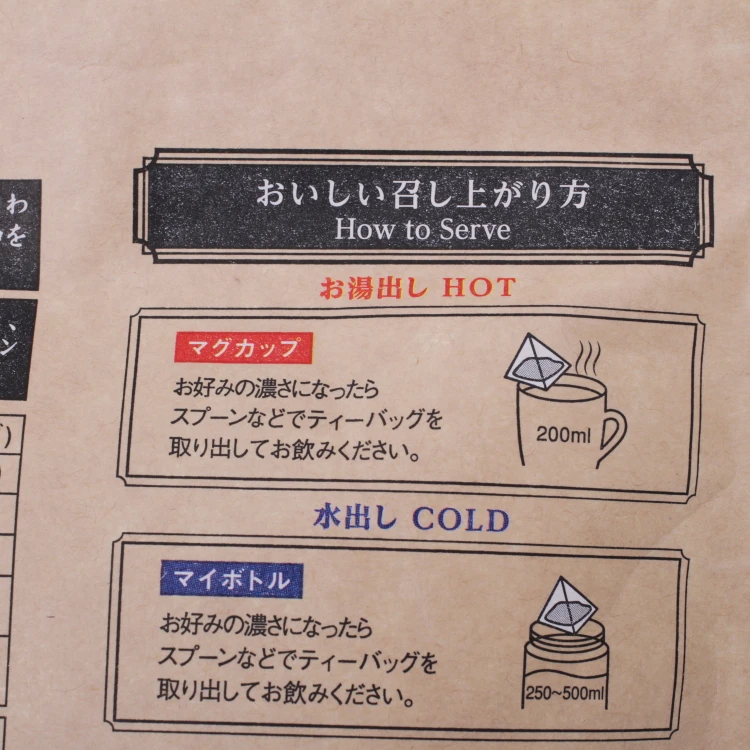 おいしい召し上がり方
How to Serve
お湯出し HOT
マグカップ
お好みの濃さになったら
スプーンなどでティーバッグを
取り出してお飲みください。
200ml
水出し COLD
マイボトル
お好みの濃さになったら
スプーンなどでティーバッグを
取り出してお飲みください。
250~500ml
わ
を
、
シ
)